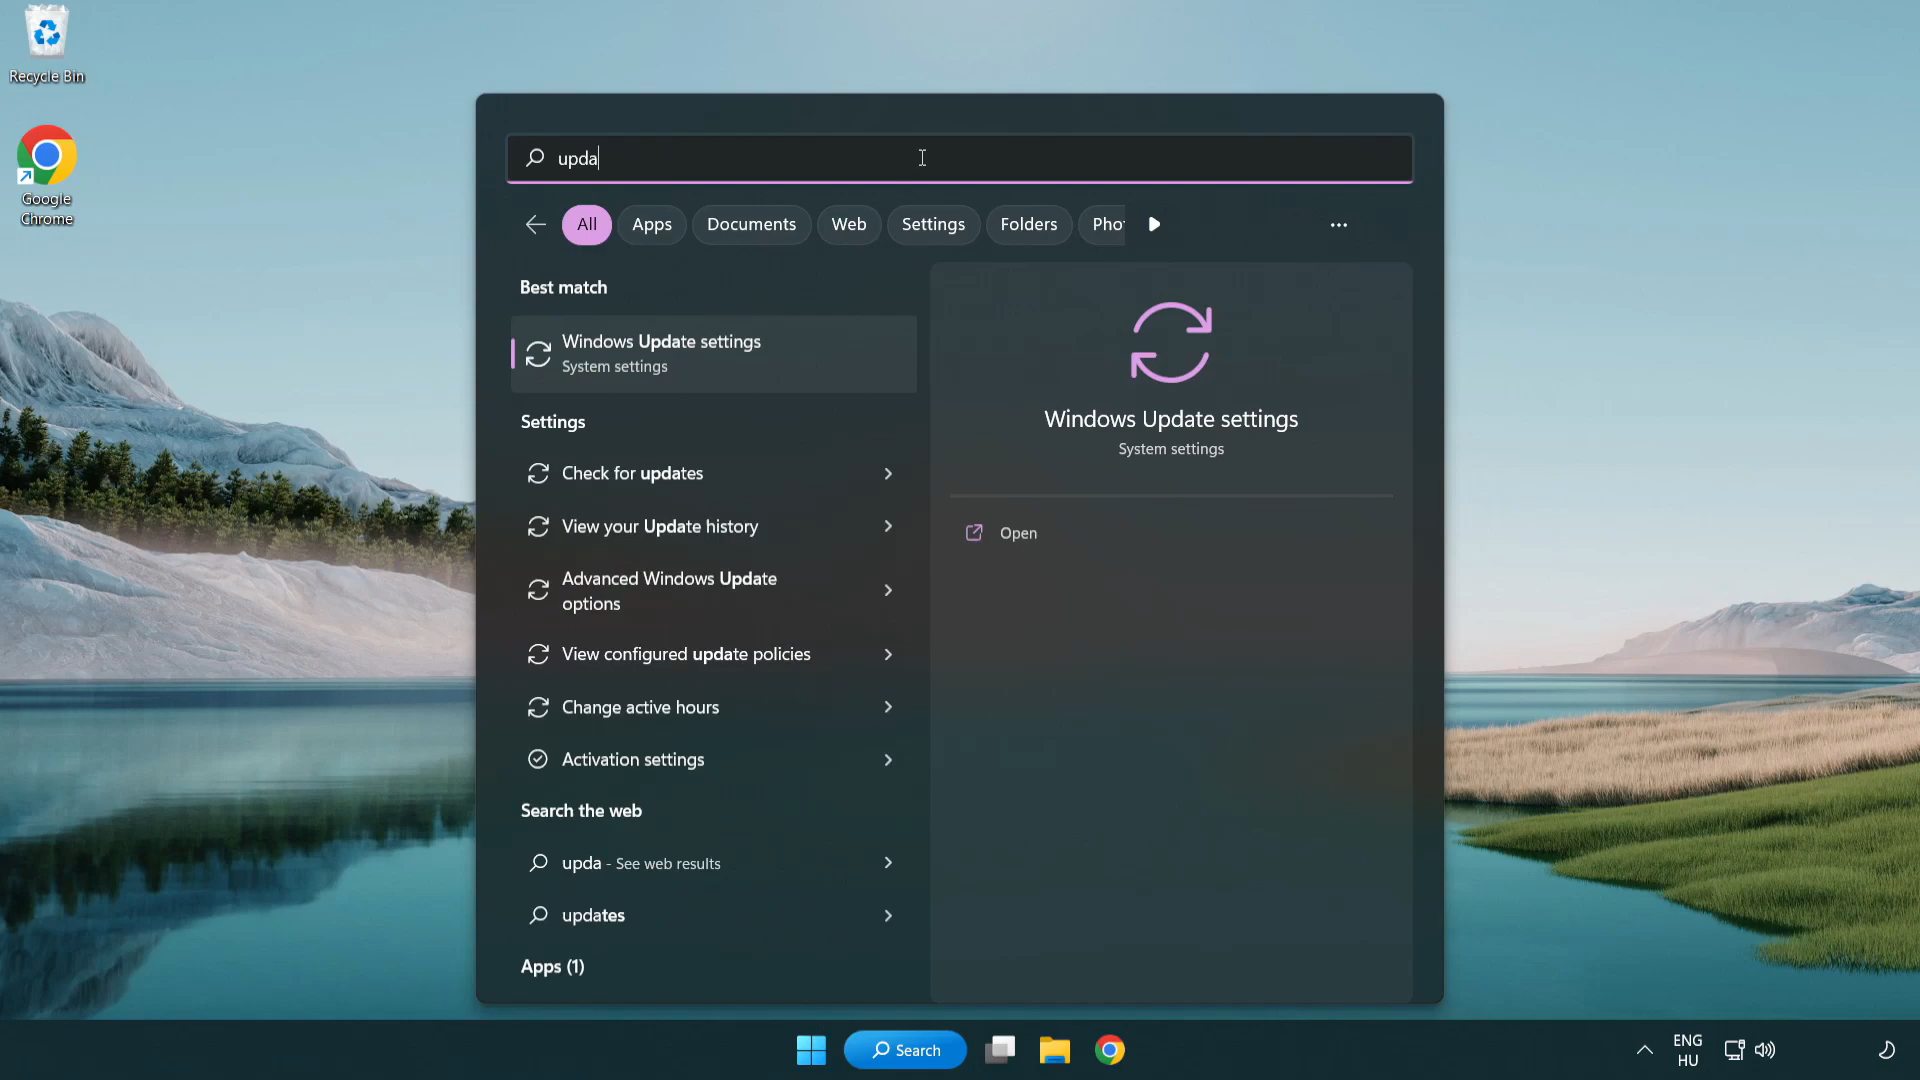 Recycle Bin
Google
Chrome
upda
All
Apps
Documents
Web
Settings
Folders
Best match
Windows Update settings
System settings
Settings
Check for updates
View your Update history
Advanced Windows Update
options
View configured update policies
Change active hours
Activation settings
Search the web
upda - See web results
updates
Apps (1)
Windows Update settings
System settings
Open
Search
ENG
HU